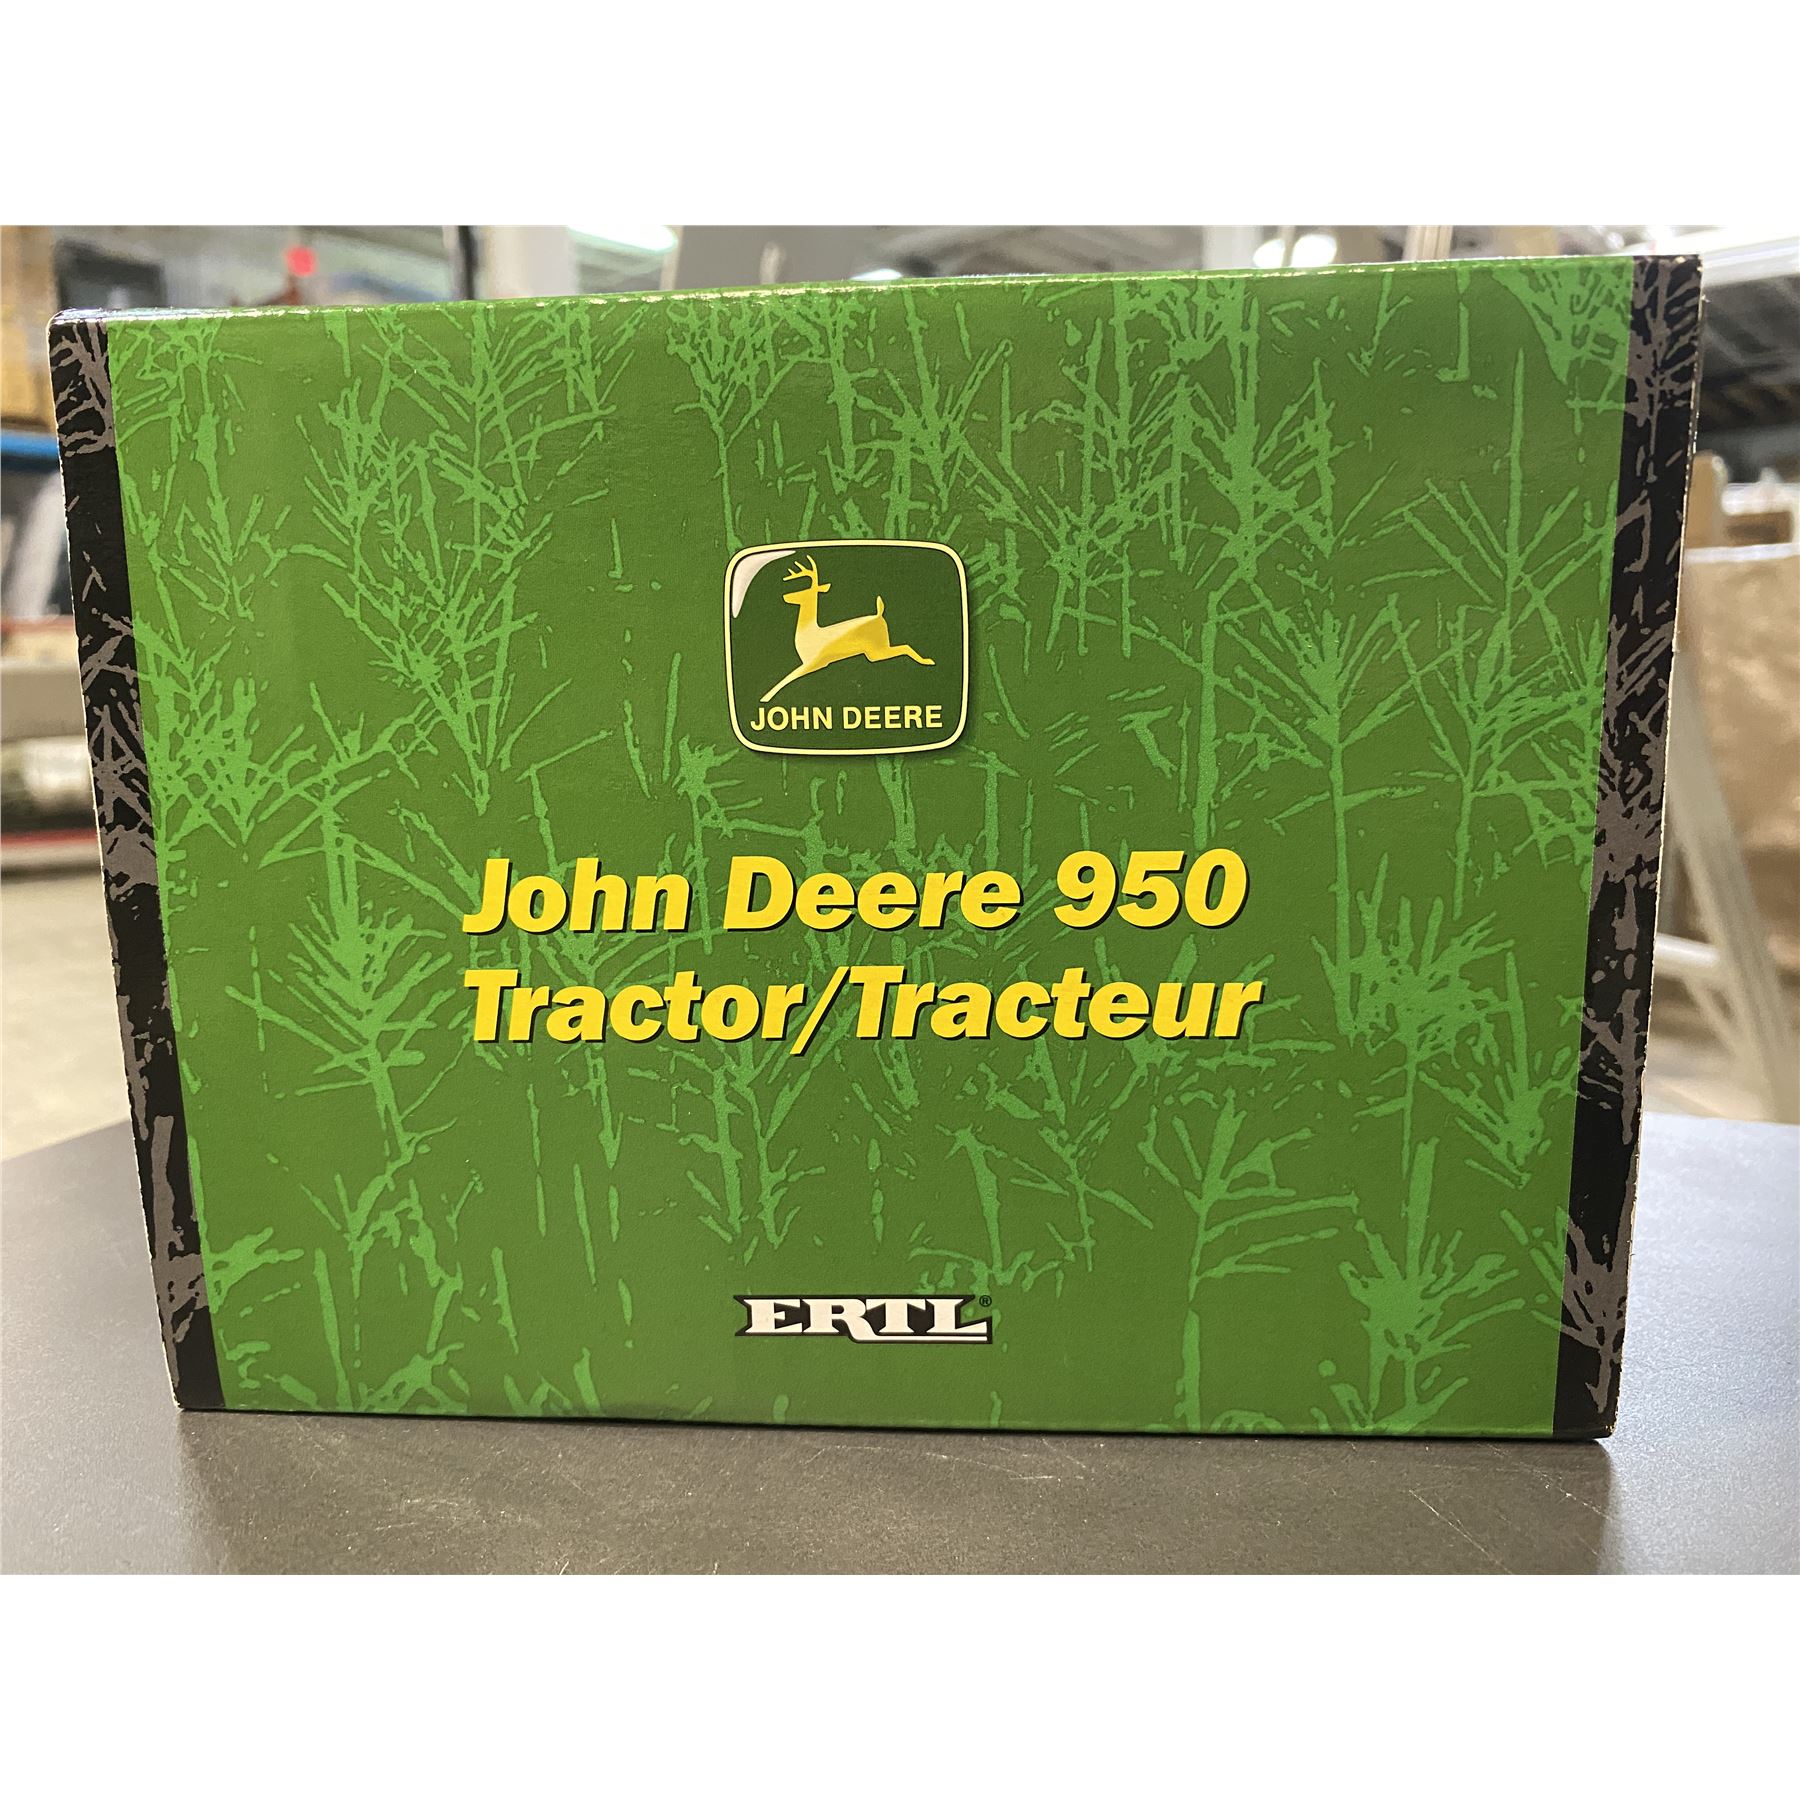 JOHN DEERE
John Deere 950
Tractor/Tracteur
ERTL®